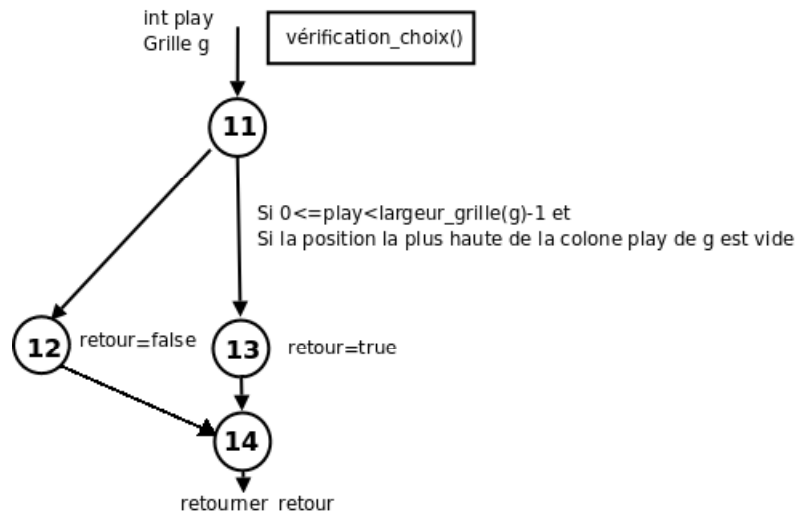 int play
Grille g
vérification_choix()
11
Si 0<=play<largeur_grille(g)-1 et
Si la position la plus haute de la colone play de g est vide
12
retour=false
13
retour=true
14
retourner retour